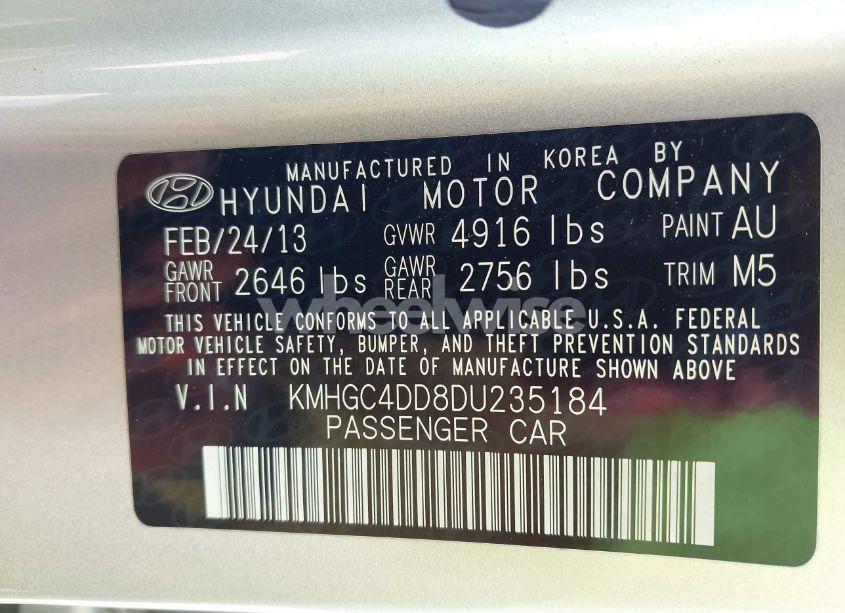 MANUFACTURED IN KOREA BY
HYUNDAI MOTOR COMPANY
FEB/24/13 GVWR 4916 lbs PAINT AU
GAWR FRONT 2646 lbs GAWR REAR 2756 lbs TRIM M5
wheelwise
THIS VEHICLE CONFORMS TO ALL APPLICABLE U.S.A. FEDERAL
MOTOR VEHICLE SAFETY, BUMPER, AND THEFT PREVENTION STANDARDS
IN EFFECT ON THE DATE OF MANUFACTURE SHOWN ABOVE
V.I.N KMHGC4DD8DU235184
PASSENGER CAR